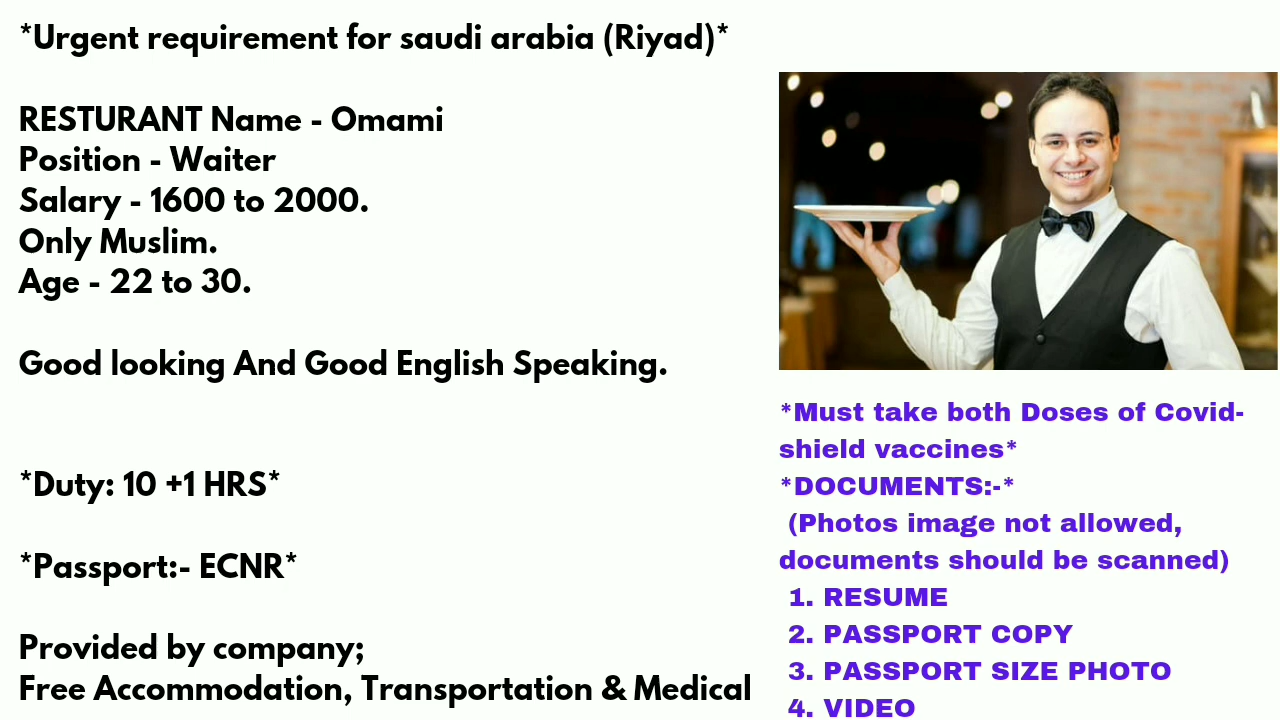 *Urgent requirement for saudi arabia (Riyad)*
RESTURANT Name - Omami
Position - Waiter
Salary - 1600 to 2000.
Only Muslim.
Age - 22 to 30.
Good looking And Good English Speaking.
*Duty: 10 +1 HRS*
*Passport:- ECNR*
Provided by company;
Free Accommodation, Transportation & Medical
*Must take both Doses of Covid-
shield vaccines*
*DOCUMENTS:-*
(Photos image not allowed,
documents should be scanned)
1. RESUME
2. PASSPORT COPY
3. PASSPORT SIZE PHOTO
4. VIDEO